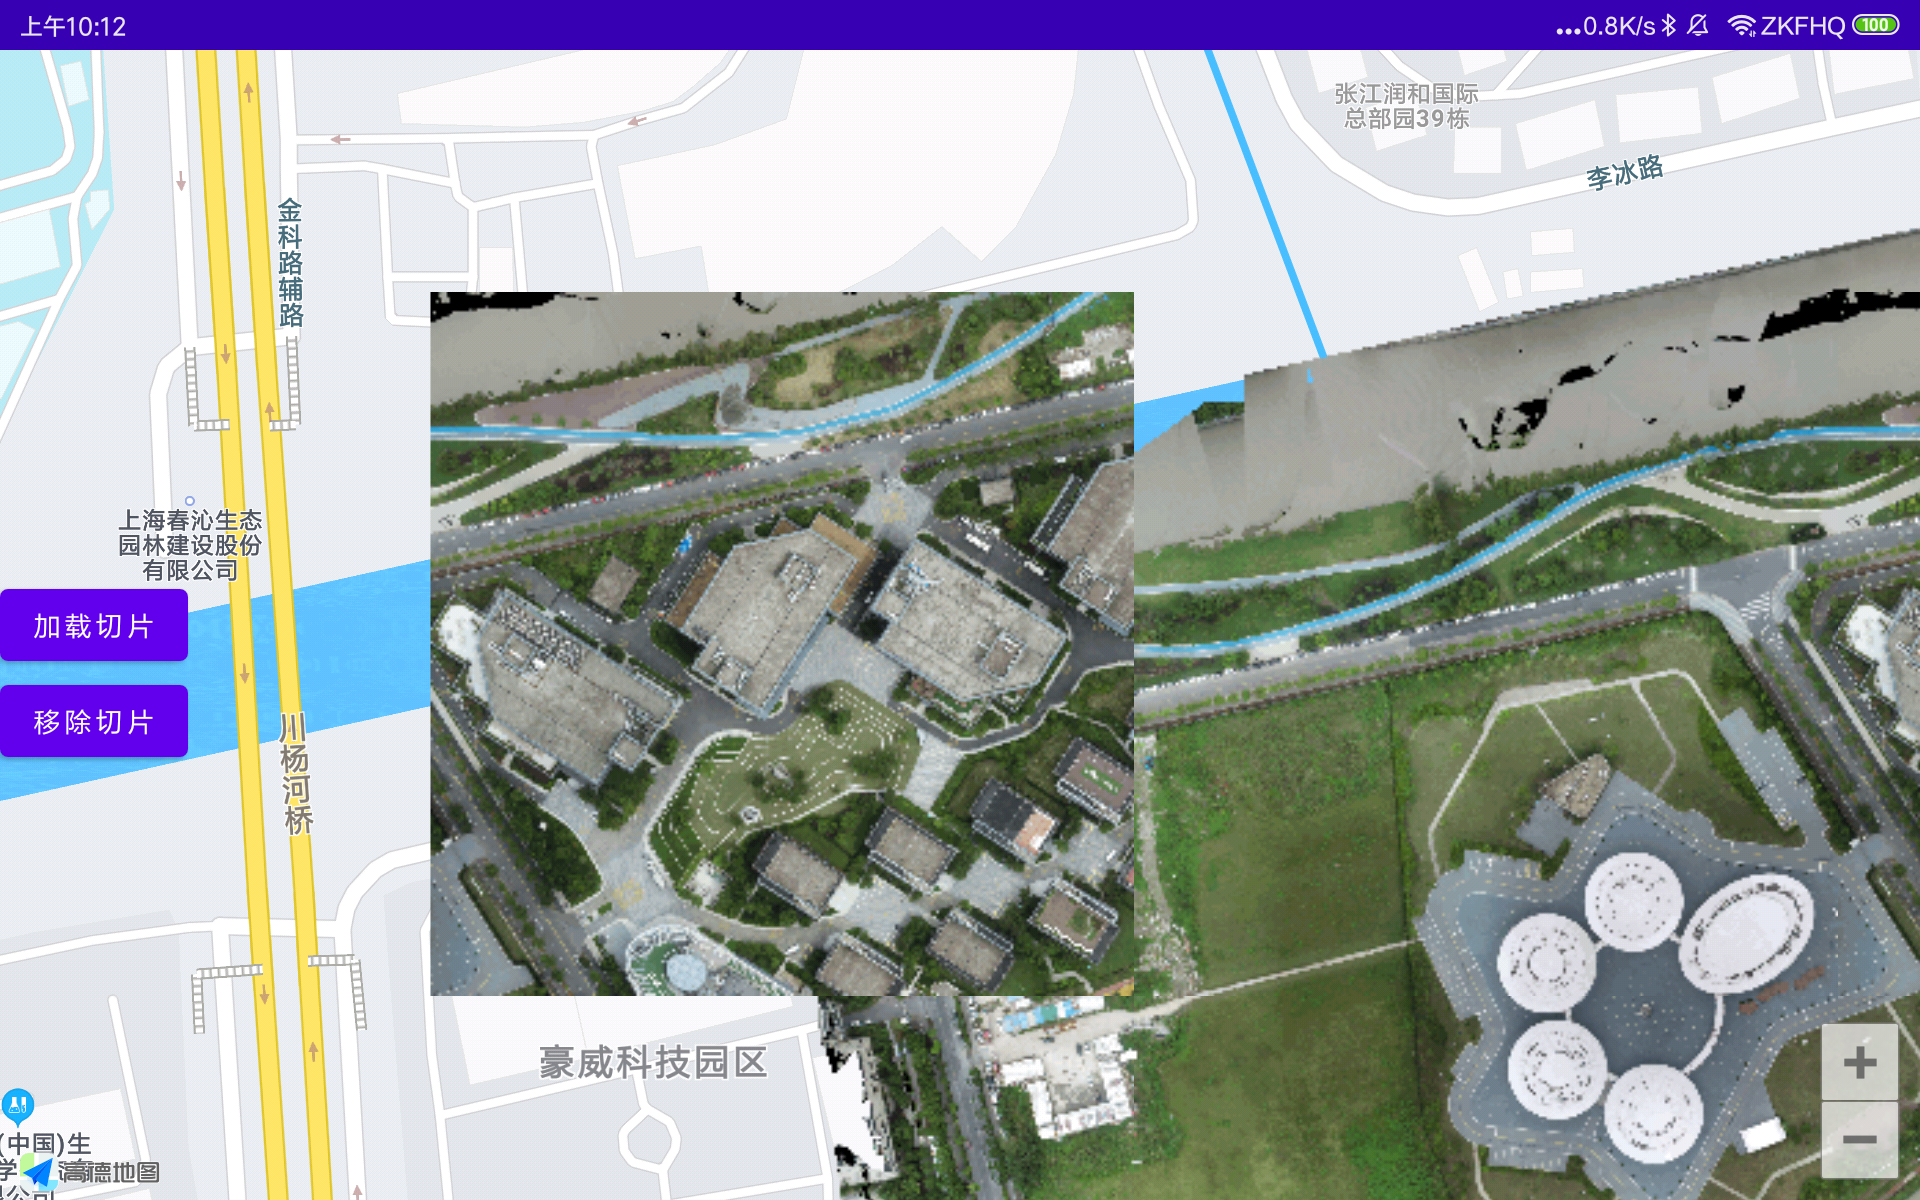 上午10:12
...0.8K/s
ZKFHQ
100
张江润和国际
总部园39栋
李冰路
金科路辅路
上海春沁生态
园林建设股份
有限公司
加载切片
移除切片
川杨河桥
豪威科技园区
(中国)生
高德地图